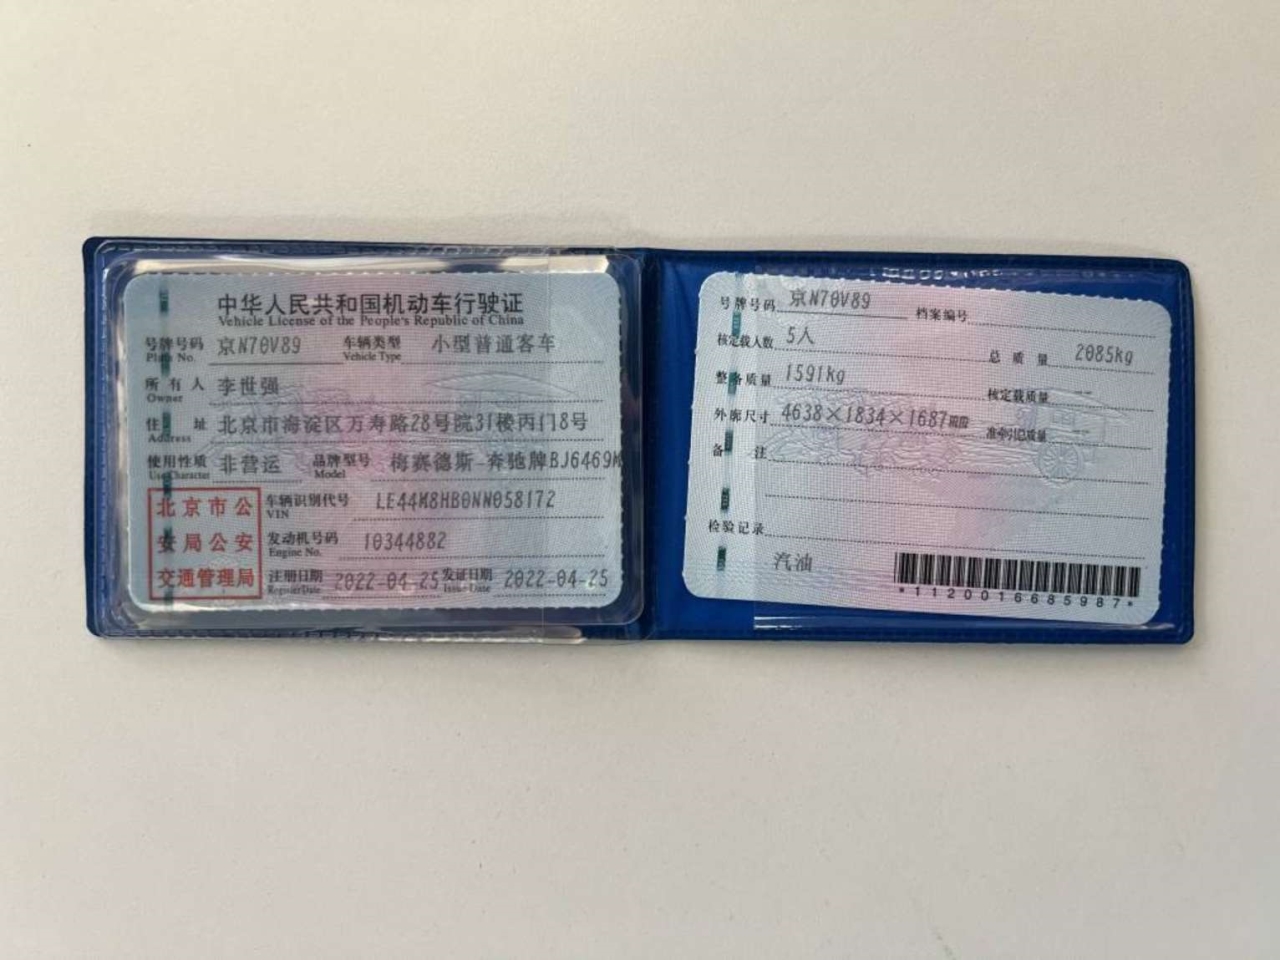 中华人民共和国机动车行驶证
Vehicle License of the People's Republic of China
号牌号码 京N70V89 车辆类型 小型普通客车
Plate No. Vehicle Type
所有人 李世强
Owner
住址 北京市海淀区万寿路28号院31楼丙门8号
Address
使用性质 非营运 品牌型号 梅赛德斯-奔驰牌BJ6469M
Use Character Model
北京市公安局公安交通管理局
车辆识别代号 LE44M8HB0NN058172
VIN
发动机号码 10344882
Engine No.
注册日期 2022-04-25 发证日期 2022-04-25
Register Date Issue Date
号牌号码 京N70V89 档案编号
核定载人数 5人 总质量 2085kg
整备质量 1591kg 核定载质量 --
外廓尺寸 4638×1834×1687mm 准牵引总质量 --
备注
检验记录
汽油
*1120016685987*